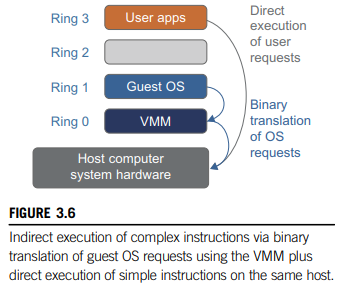 Ring 3
User apps
Direct
execution
of user
requests
Ring 2
Ring 1
Guest OS
Binary
translation
of OS
requests
Ring 0
VMM
Host computer
system hardware
FIGURE 3.6
Indirect execution of complex instructions via binary
translation of guest OS requests using the VMM plus
direct execution of simple instructions on the same host.